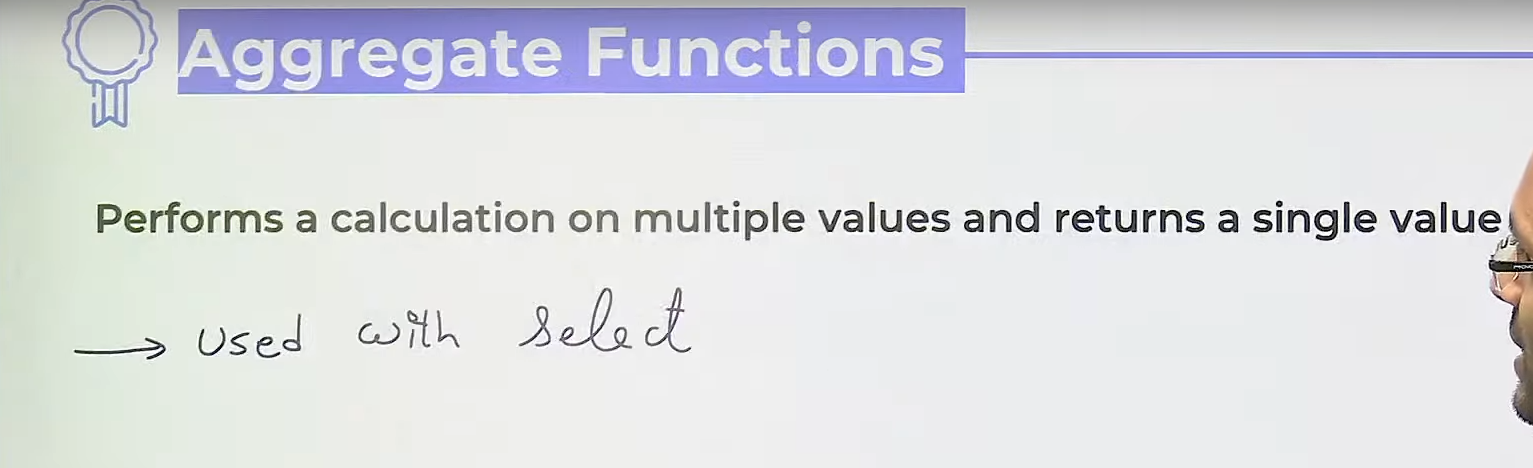 Aggregate Functions
Performs a calculation on multiple values and returns a single value
→ Used with select